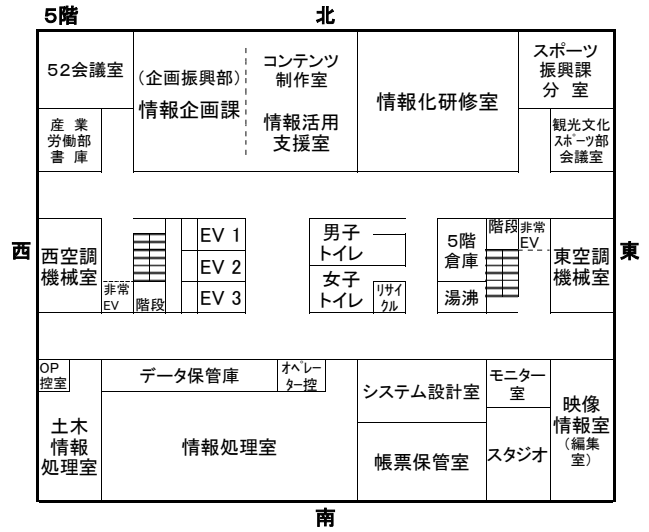 5階
北
52会議室
(企画振興部)
情報企画課
コンテンツ
制作室
情報活用
支援室
情報化研修室
スポーツ
振興課
分 室
産 業
労働部
書 庫
観光文化
スポーツ部
会議室
西
西空調
機械室
非常
EV
階段
EV 1
EV 2
EV 3
男子
トイレ
女子
トイレ
リサイ
クル
5階
倉庫
湯沸
階段
非常
EV
東空調
機械室
東
OP
控室
土木
情報
処理室
データ保管庫
オペレー
ター控
情報処理室
システム設計室
帳票保管室
モニター
室
スタジオ
映像
情報室
(編集
室)
南